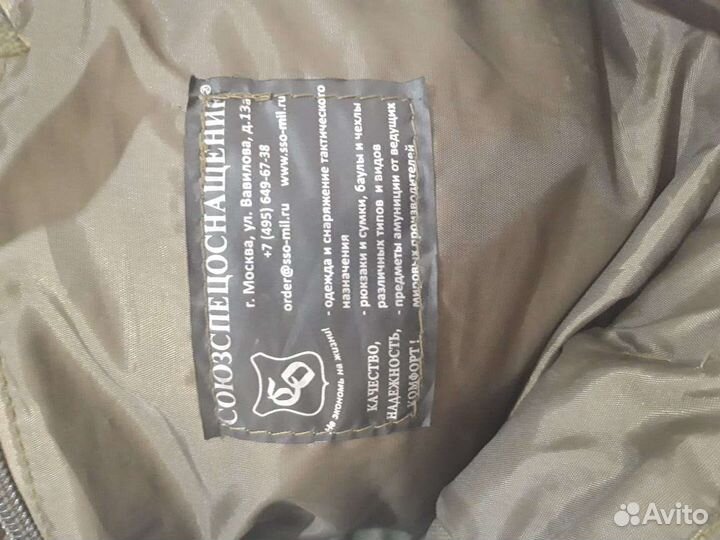 СОЮЗСПЕЦОСНАЩЕНИЕ®
г. Москва, ул. Вавилова, д.13а
+7 (495) 649-67-38
order@sso-mil.ru www.sso-mil.ru
Не экономь на жизни!
КАЧЕСТВО,
НАДЕЖНОСТЬ,
КОМФОРТ!
- одежда и снаряжение тактического
назначения
- рюкзаки и сумки, баулы и чехлы
различных типов и видов
- предметы амуниции от ведущих
мировых производителей
Avito